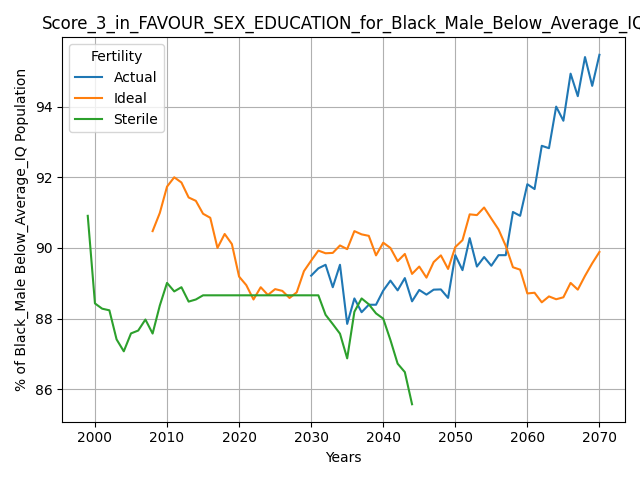 Score_3_in_FAVOUR_SEX_EDUCATION_for_Black_Male_Below_Average_IQ
Fertility
Actual
Ideal
Sterile
% of Black_Male Below_Average_IQ Population
94
92
90
88
86
2000
2010
2020
2030
2040
2050
2060
2070
Years